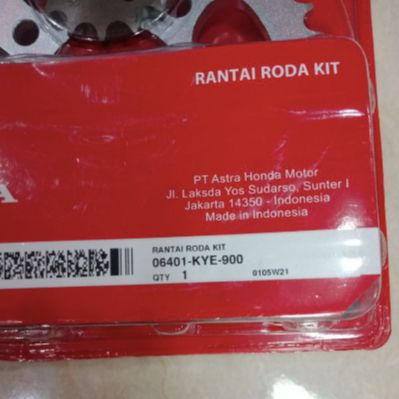 RANTAI RODA KIT
PT Astra Honda Motor
Jl. Laksda Yos Sudarso, Sunter I
Jakarta 14350 - Indonesia
Made in Indonesia
A
RANTAI RODA KIT
06401-KYE-900
QTY 1 0105W21